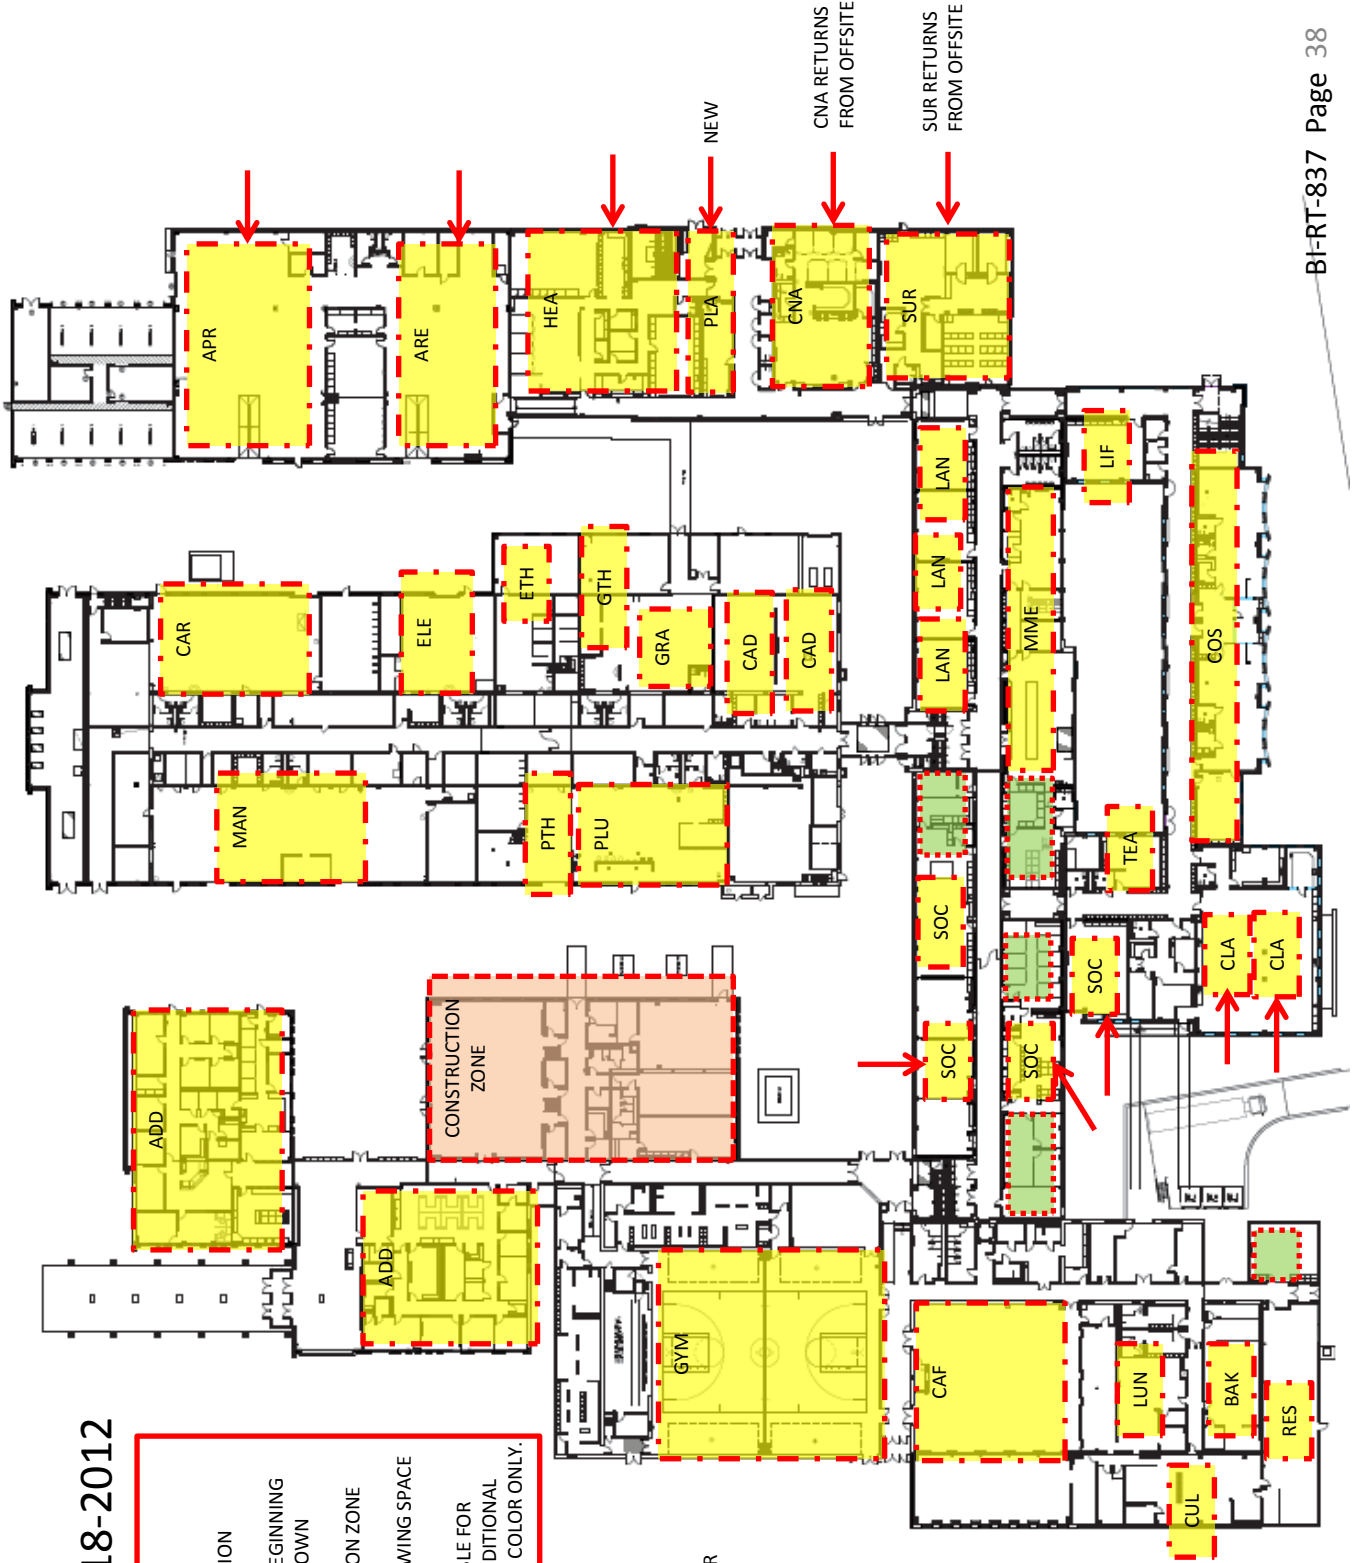 18-2012
ION
EGINNING
OWN
ON ZONE
WING SPACE
LE FOR
DITIONAL
COLOR ONLY.
R
ADD
ADD
CONSTRUCTION
ZONE
GYM
CAF
LUN
BAK
RES
CUL
MAN
PTH
PLU
CAR
ELE
ETH
GTH
GRA
CAD
CAD
APR
ARE
HEA
PLA
NEW
CNA
CNA RETURNS
FROM OFFSITE
SUR
SUR RETURNS
FROM OFFSITE
SOC
SOC
LAN
LAN
LAN
SOC
MME
SOC
TEA
LIF
CLA
CLA
COS
BI-RT-837 Page 38